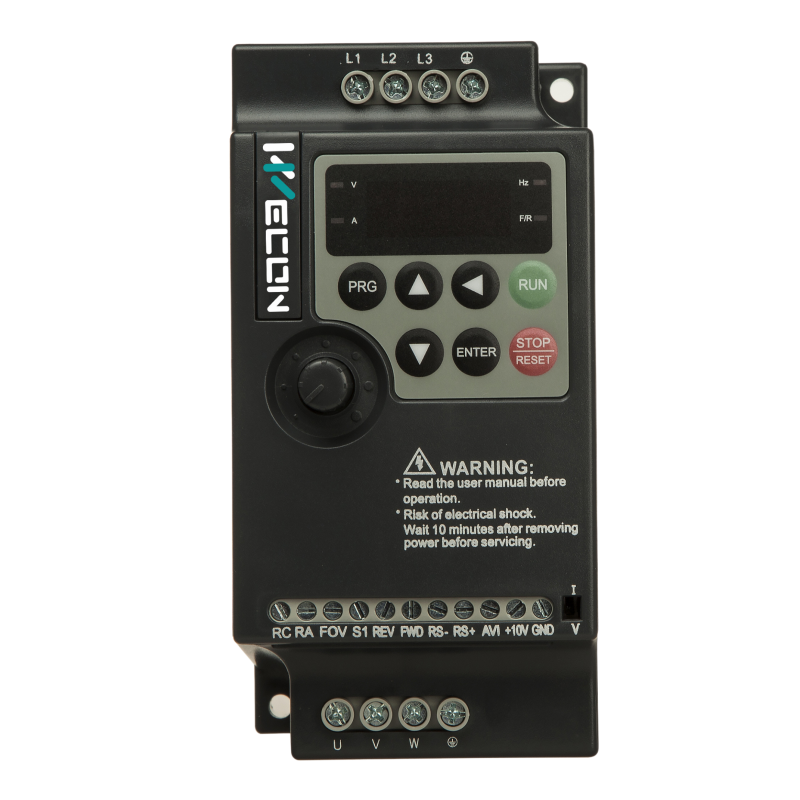 L1 L2 L3
WECON
V Hz
A F/R
PRG RUN
ENTER STOP
RESET
WARNING:
• Read the user manual before
operation.
• Risk of electrical shock.
Wait 10 minutes after removing
power before servicing.
I
RC RA FOV S1 REV FWD RS- RS+ AVI +10V GND V
U V W